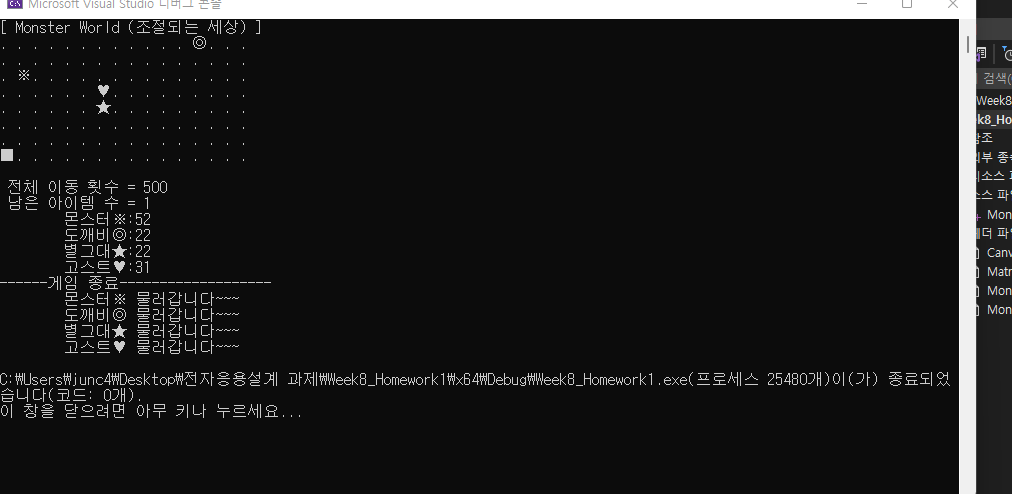 Microsoft Visual Studio 디버그 콘솔
[ Monster World (조절되는 세상) ]
. . . . . . . . . . . . ◎. . .
. . . . . . . . . . . . . . . .
. ※. . . . . . . . . . . . . .
. . . . . . ♥. . . . . . . . .
. . . . . . ★. . . . . . . . .
. . . . . . . . . . . . . . . .
. . . . . . . . . . . . . . . .
■. . . . . . . . . . . . . . .
전체 이동 횟수 = 500
남은 아이템 수 = 1
몬스터※:52
도깨비◎:22
별그대★:22
고스트♥:31
------게임 종료-------------------
몬스터※ 물러갑니다~~~
도깨비◎ 물러갑니다~~~
별그대★ 물러갑니다~~~
고스트♥ 물러갑니다~~~
C:\Users\junc4\Desktop\전자응용설계 과제\Week8_Homework1\x64\Debug\Week8_Homework1.exe(프로세스 25480개)이(가) 종료되었
습니다(코드: 0개).
이 창을 닫으려면 아무 키나 누르세요...
검색(
Week8
ek8_Ho
참조
외부 종
리소스 파
소스 파
Mon
헤더 파
Canv
Matr
Mon
Mon